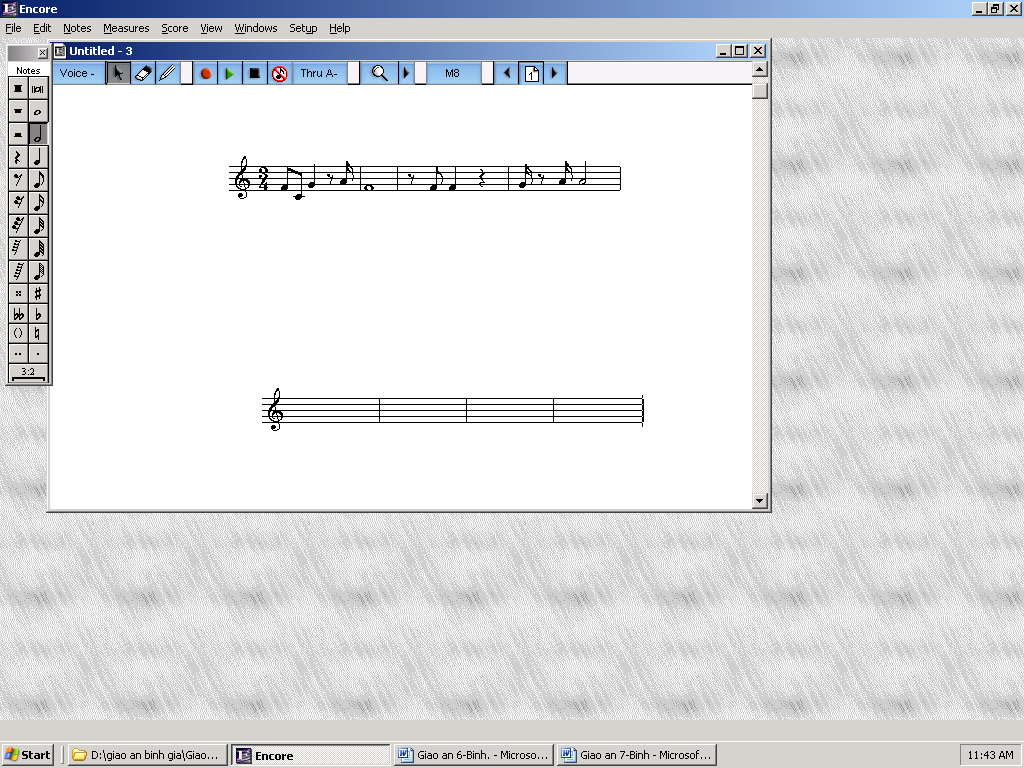 Encore
File Edit Notes Measures Score View Windows Setup Help
Untitled - 3
Notes
Voice - Thru A- M8 1
3
4
3:2
Start D:\giao an binh gia\Giao... Encore Giao an 6-Binh. - Microso... Giao an 7-Binh - Microsof... 11:43 AM